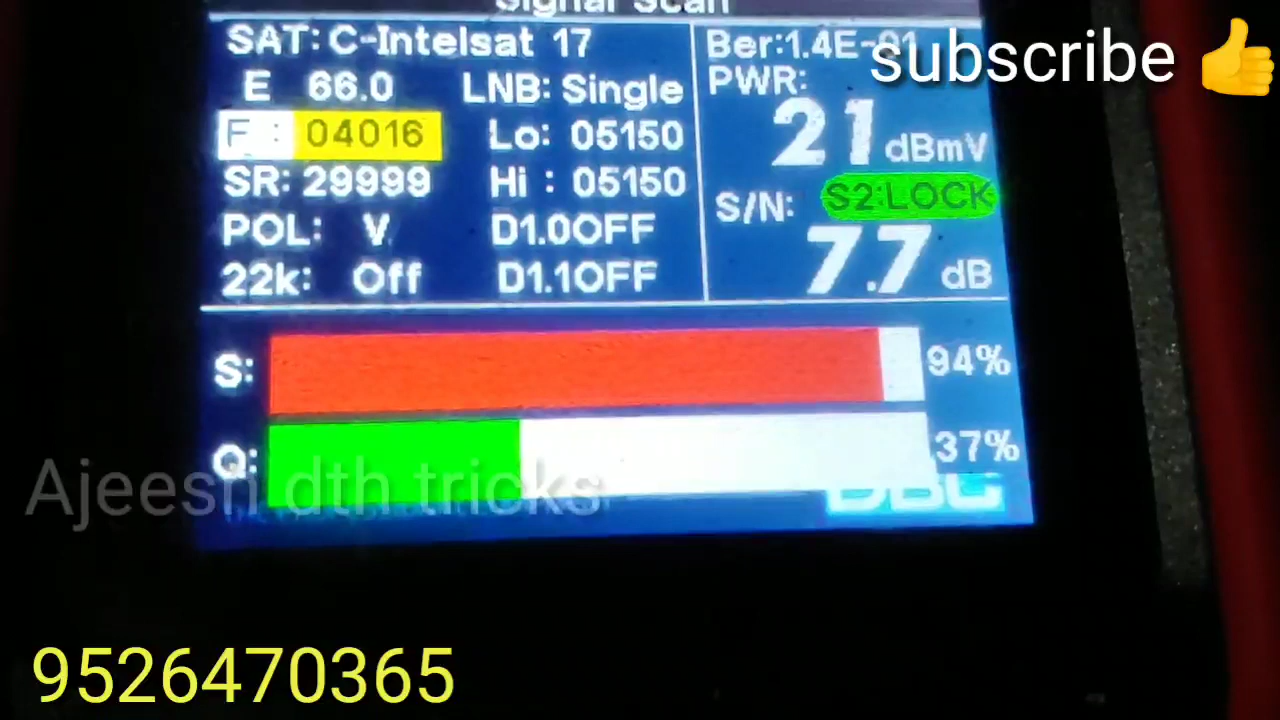 Signal Scan
SAT: C-Intelsat 17
E 66.0 LNB: Single
F : 04016 Lo: 05150
SR: 29999 Hi : 05150
POL: V D1.0OFF
22k: Off D1.1OFF
Ber:1.4E-01
PWR:
21 dBmV
S2:LOCK
S/N:
7.7 dB
S: 94%
Q: 37%
subscribe 👍
Ajeesh dth tricks
9526470365